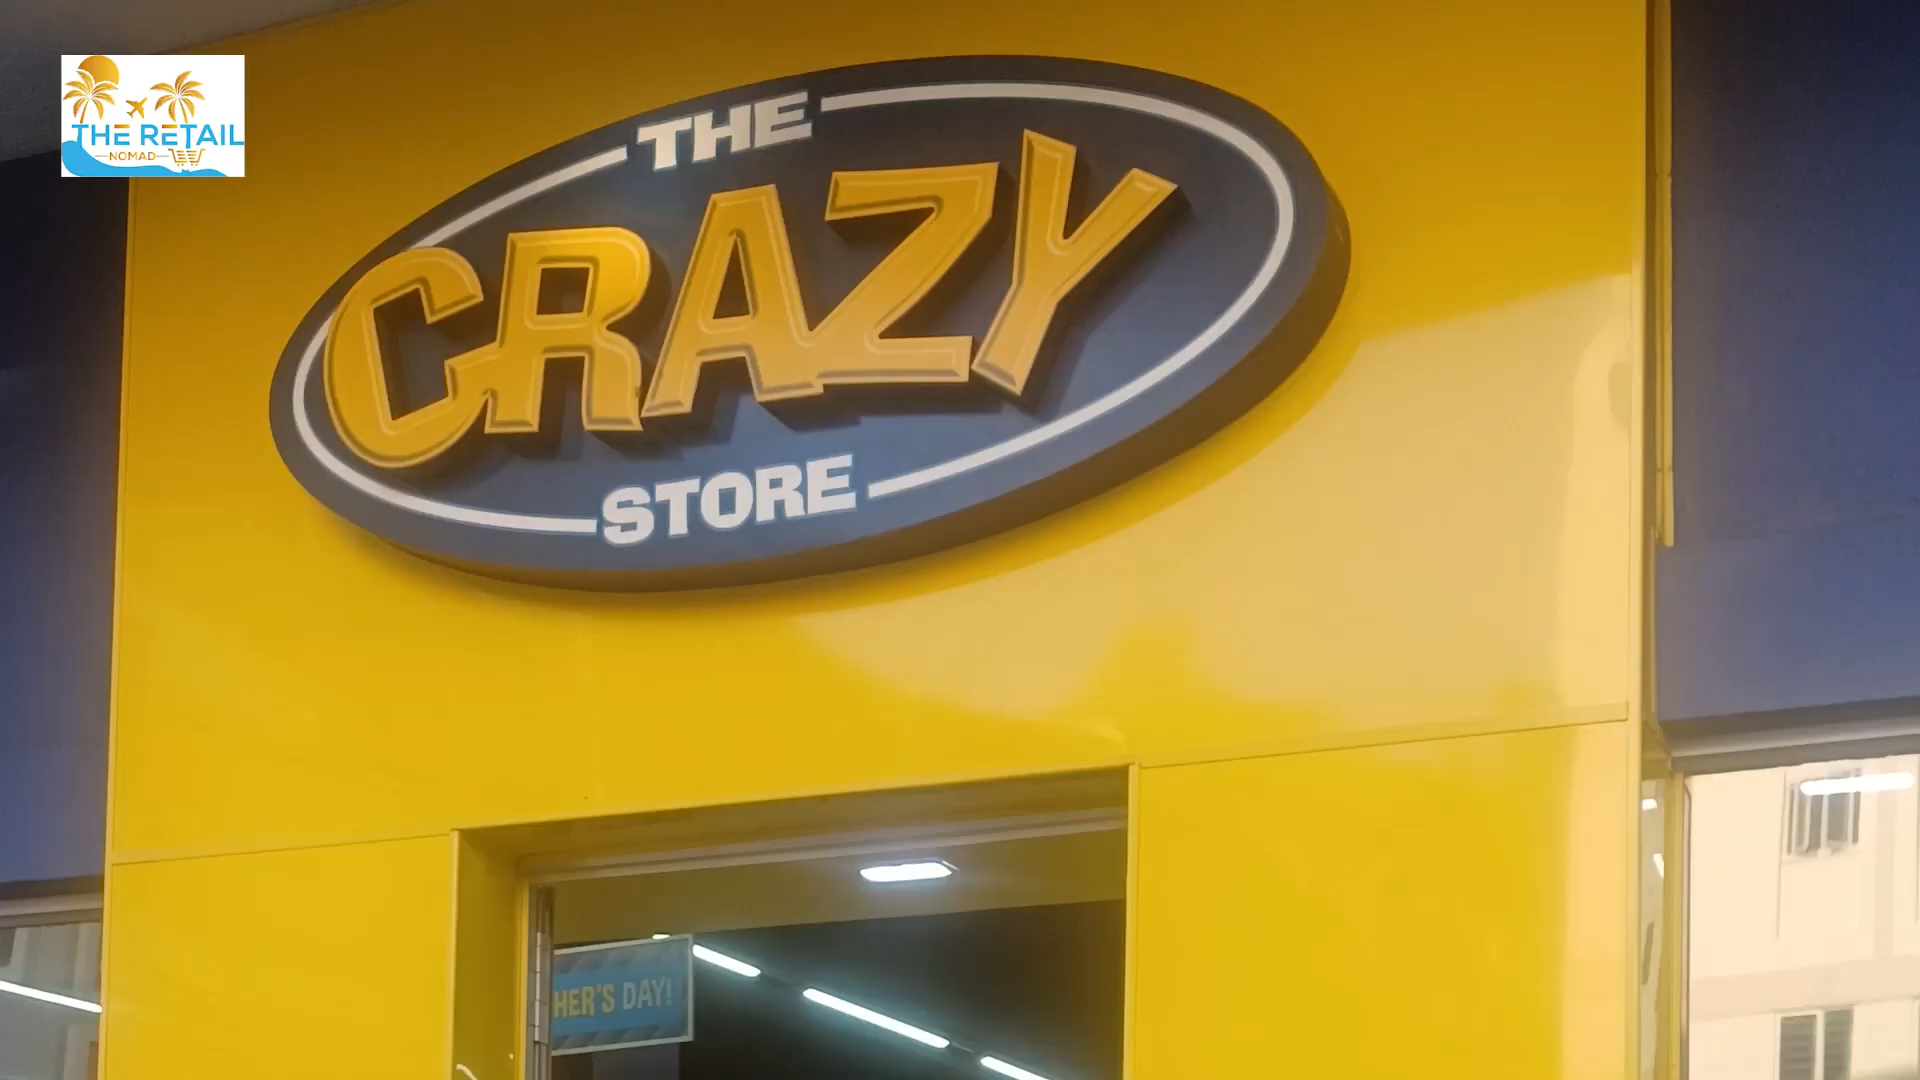 THE RETAIL
NOMAD
THE
CRAZY
STORE
HER'S DAY!